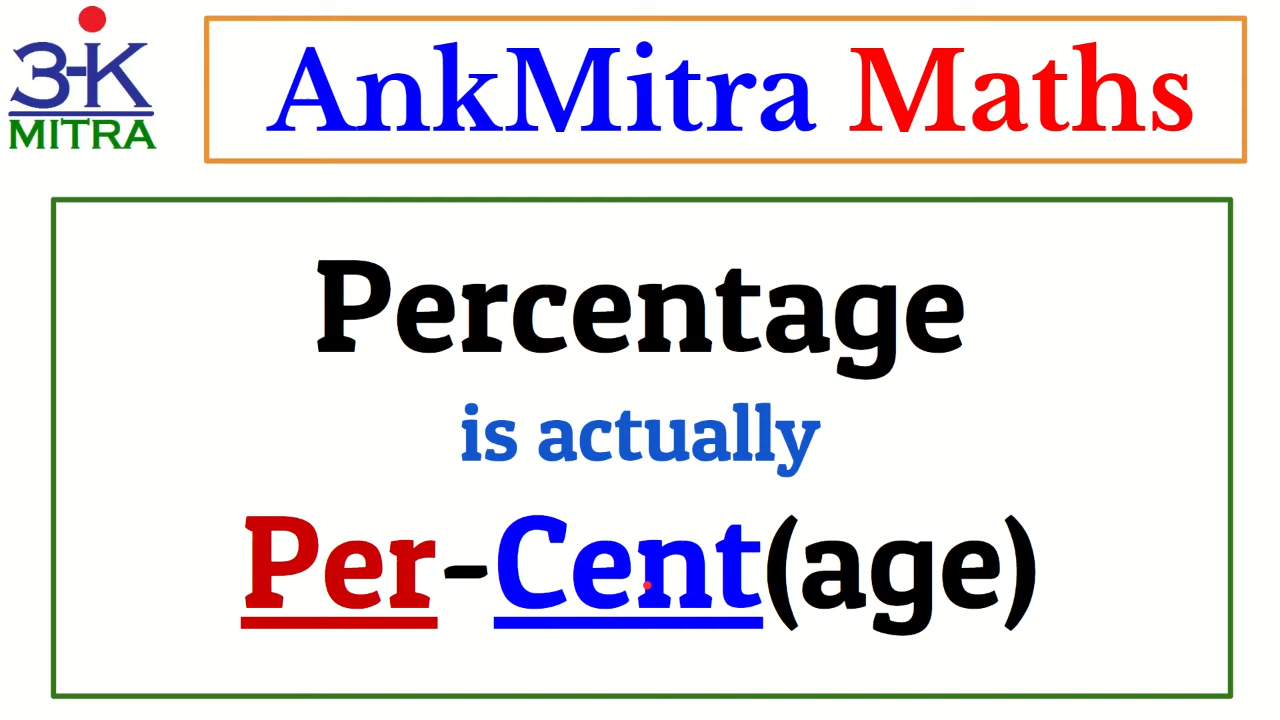 3-K
MITRA
AnkMitra Maths
Percentage
is actually
Per-Cent(age)